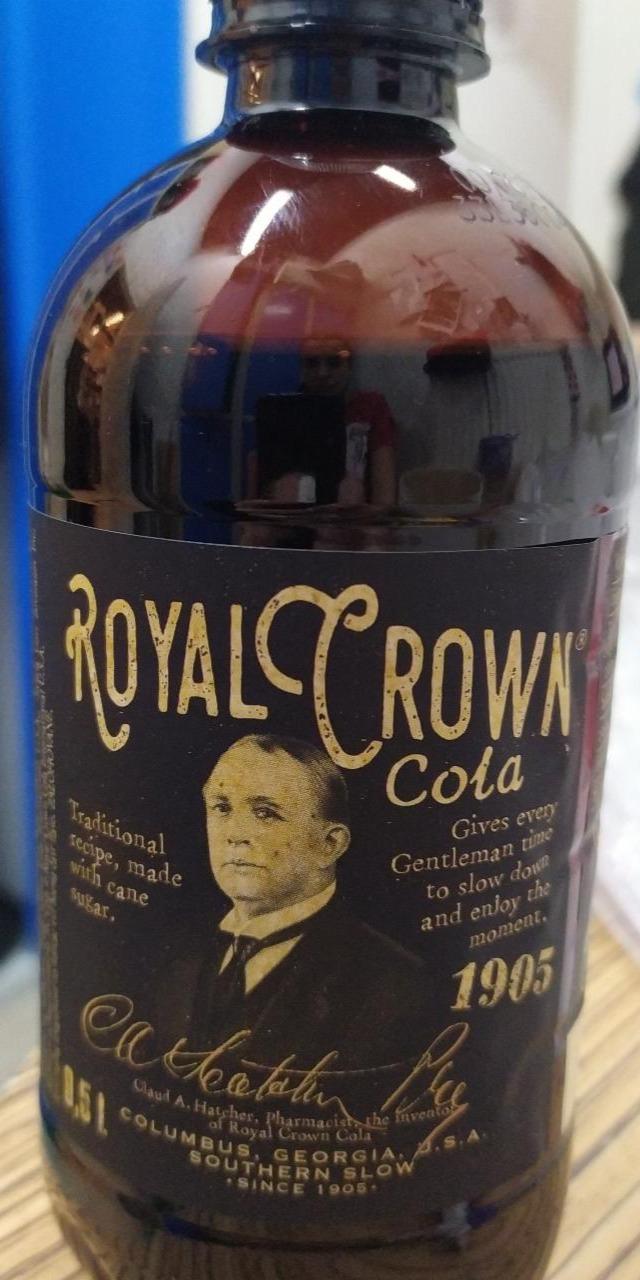 ROYAL CROWN®
Cola
Traditional
recipe, made
with cane
sugar.
Gives every
Gentleman time
to slow down
and enjoy the
moment.
1905
0,5 l
Claud A. Hatcher, Pharmacist, the Inventor
of Royal Crown Cola
COLUMBUS, GEORGIA, U.S.A.
SOUTHERN SLOW
·SINCE 1905·